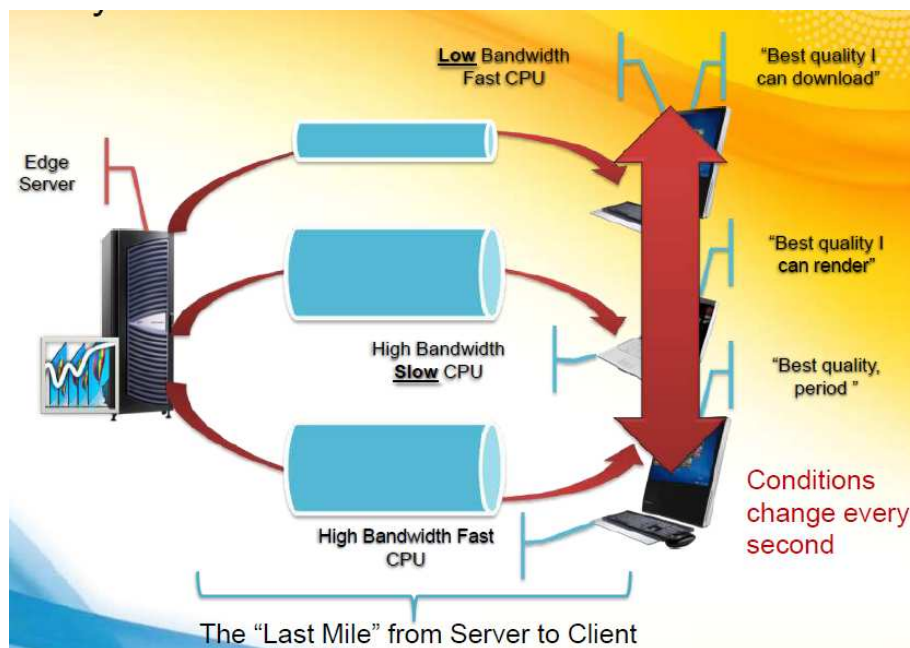 Low Bandwidth
Fast CPU
"Best quality I
can download"
Edge
Server
"Best quality I
can render"
High Bandwidth
Slow CPU
"Best quality,
period "
High Bandwidth Fast
CPU
Conditions
change every
second
The "Last Mile" from Server to Client